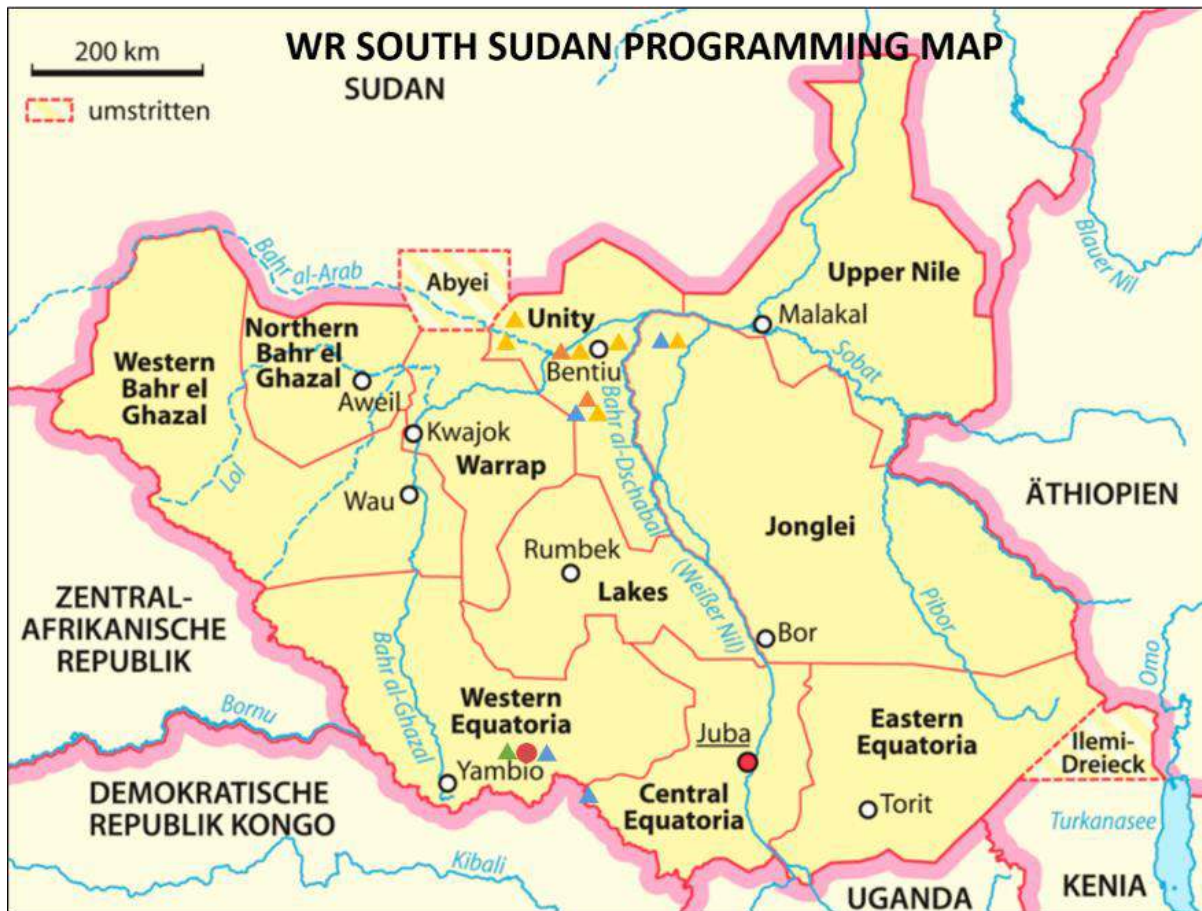 WR SOUTH SUDAN PROGRAMMING MAP
200 km
umstritten
SUDAN
Blauer Nil
Bahr al-Arab
Abyei
Upper Nile
Unity
Malakal
Northern
Bahr el
Ghazal
Western
Bahr el
Ghazal
Bentiu
Sobat
Aweil
Kwajok
Warrap
Bahr al-Dschabal
(Weißer Nil)
Lol
Wau
ÄTHIOPIEN
Jonglei
Rumbek
Lakes
Pibor
ZENTRAL-
AFRIKANISCHE
REPUBLIK
Bor
Omo
Bahr al-Ghazal
Bornu
Western
Equatoria
Juba
Eastern
Equatoria
Ilemi-
Dreieck
Yambio
DEMOKRATISCHE
REPUBLIK KONGO
Central
Equatoria
Torit
Turkanasee
Kibali
UGANDA
KENIA